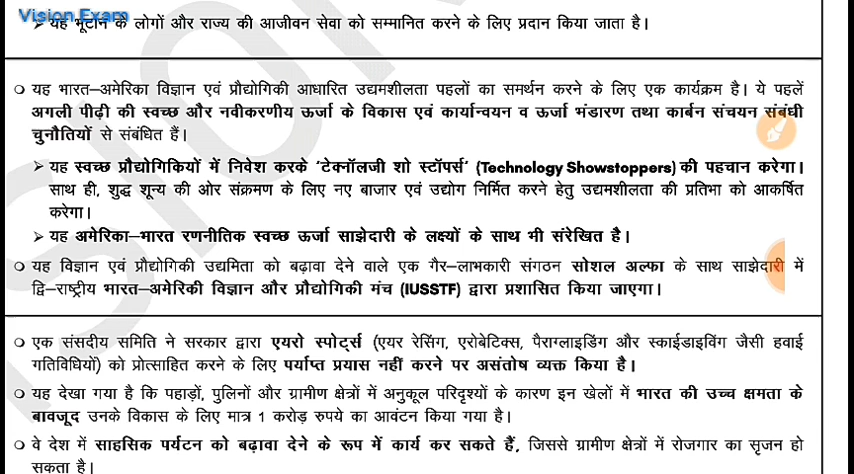 Vision Exam
➢ यह भूटान के लोगों और राज्य की आजीवन सेवा को सम्मानित करने के लिए प्रदान किया जाता है।
○ यह भारत–अमेरिका विज्ञान एवं प्रौद्योगिकी आधारित उद्यमशीलता पहलों का समर्थन करने के लिए एक कार्यक्रम है। ये पहलें
अगली पीढ़ी की स्वच्छ और नवीकरणीय ऊर्जा के विकास एवं कार्यान्वयन व ऊर्जा भंडारण तथा कार्बन संचयन संबंधी
चुनौतियों से संबंधित हैं।
➢ यह स्वच्छ प्रौद्योगिकियों में निवेश करके ‘टेक्नॉलजी शो स्टॉपर्स’ (Technology Showstoppers) की पहचान करेगा।
साथ ही, शुद्ध शून्य की ओर संक्रमण के लिए नए बाजार एवं उद्योग निर्मित करने हेतु उद्यमशीलता की प्रतिभा को आकर्षित
करेगा।
➢ यह अमेरिका–भारत रणनीतिक स्वच्छ ऊर्जा साझेदारी के लक्ष्यों के साथ भी संरेखित है।
○ यह विज्ञान एवं प्रौद्योगिकी उद्यमिता को बढ़ावा देने वाले एक गैर–लाभकारी संगठन सोशल अल्फा के साथ साझेदारी में
द्वि–राष्ट्रीय भारत–अमेरिकी विज्ञान और प्रौद्योगिकी मंच (IUSSTF) द्वारा प्रशासित किया जाएगा।
○ एक संसदीय समिति ने सरकार द्वारा एयरो स्पोर्ट्स (एयर रेसिंग, एरोबेटिक्स, पैराग्लाइडिंग और स्काईडाइविंग जैसी हवाई
गतिविधियों) को प्रोत्साहित करने के लिए पर्याप्त प्रयास नहीं करने पर असंतोष व्यक्त किया है।
○ यह देखा गया है कि पहाड़ों, पुलिनों और ग्रामीण क्षेत्रों में अनुकूल परिदृश्यों के कारण इन खेलों में भारत की उच्च क्षमता के
बावजूद उनके विकास के लिए मात्र 1 करोड़ रुपये का आवंटन किया गया है।
○ वे देश में साहसिक पर्यटन को बढ़ावा देने के रूप में कार्य कर सकते हैं, जिससे ग्रामीण क्षेत्रों में रोजगार का सृजन हो
सकता है।